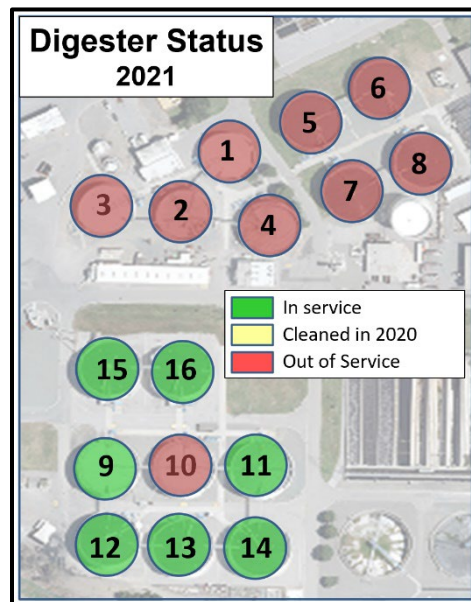 Digester Status
2021
6
5
1
8
7
3
2
4
In service
Cleaned in 2020
Out of Service
15 16
9 10 11
12 13 14